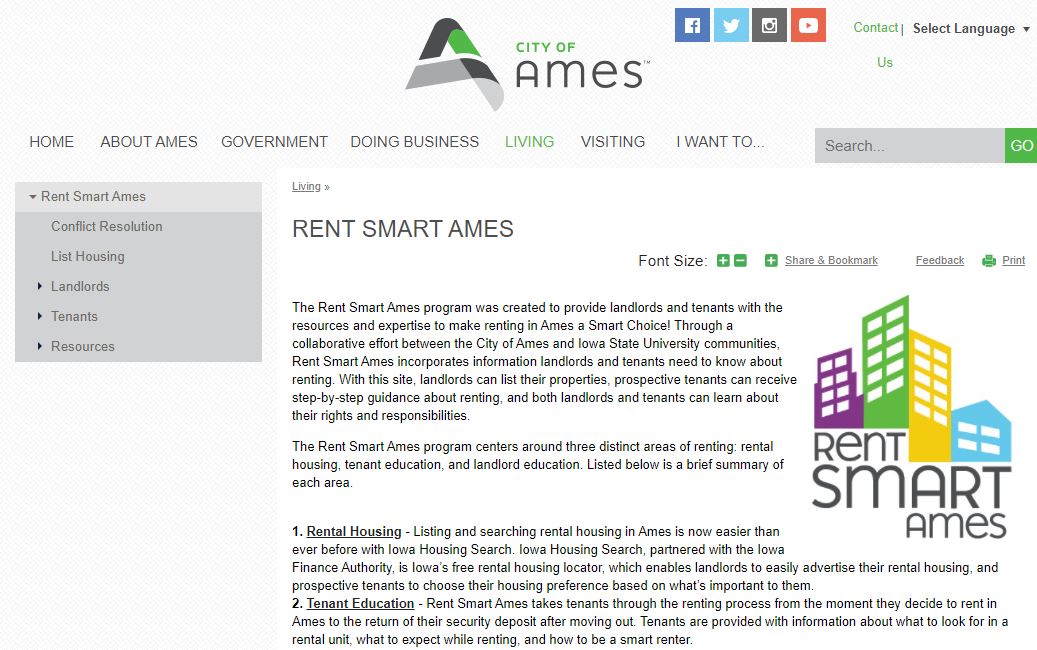 Contact | Select Language
Us
CITY OF
ames™
HOME ABOUT AMES GOVERNMENT DOING BUSINESS LIVING VISITING I WANT TO...
Search... GO
Rent Smart Ames
Conflict Resolution
List Housing
Landlords
Tenants
Resources
Living »
RENT SMART AMES
Font Size: Share & Bookmark Feedback Print
The Rent Smart Ames program was created to provide landlords and tenants with the
resources and expertise to make renting in Ames a Smart Choice! Through a
collaborative effort between the City of Ames and Iowa State University communities,
Rent Smart Ames incorporates information landlords and tenants need to know about
renting. With this site, landlords can list their properties, prospective tenants can receive
step-by-step guidance about renting, and both landlords and tenants can learn about
their rights and responsibilities.
The Rent Smart Ames program centers around three distinct areas of renting: rental
housing, tenant education, and landlord education. Listed below is a brief summary of
each area.
Rent
SMART
Ames
1. Rental Housing - Listing and searching rental housing in Ames is now easier than
ever before with Iowa Housing Search. Iowa Housing Search, partnered with the Iowa
Finance Authority, is Iowa's free rental housing locator, which enables landlords to easily advertise their rental housing, and
prospective tenants to choose their housing preference based on what's important to them.
2. Tenant Education - Rent Smart Ames takes tenants through the renting process from the moment they decide to rent in
Ames to the return of their security deposit after moving out. Tenants are provided with information about what to look for in a
rental unit, what to expect while renting, and how to be a smart renter.